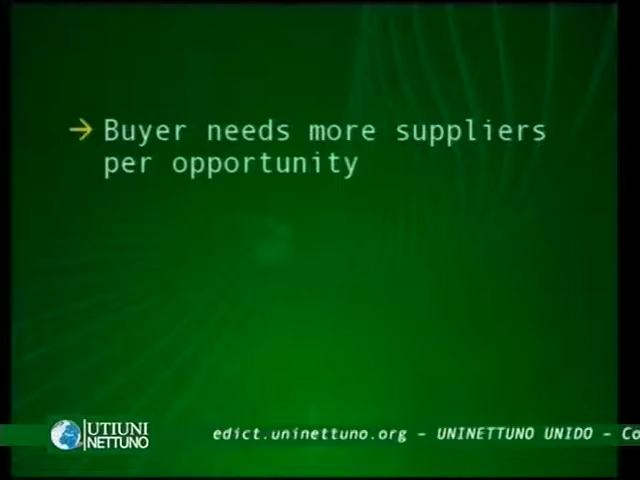 → Buyer needs more suppliers
per opportunity
UTIUNI
NETTUNO
edict.uninettuno.org – UNINETTUNO UNIDO – Co